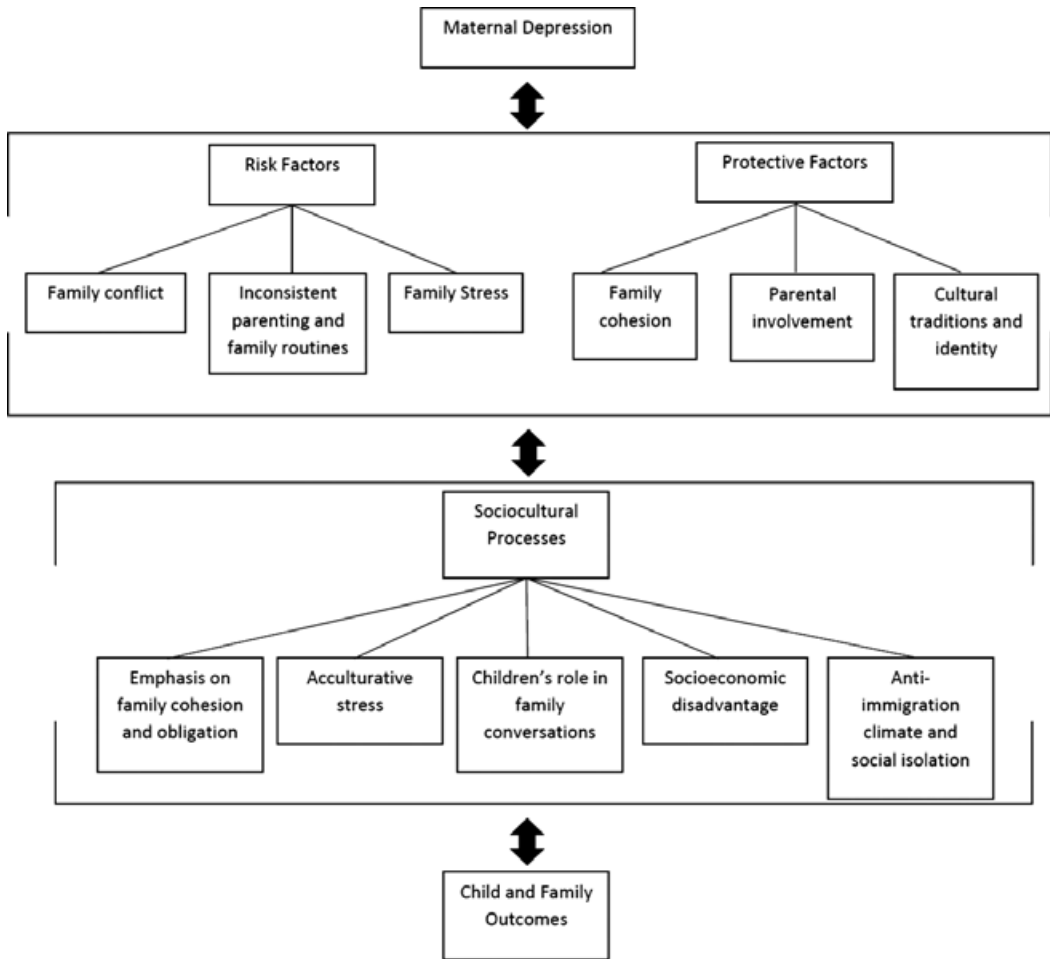 Maternal Depression
Risk Factors
Protective Factors
Family conflict
Inconsistent
parenting and
family routines
Family Stress
Family
cohesion
Parental
involvement
Cultural
traditions and
identity
Sociocultural
Processes
Emphasis on
family cohesion
and obligation
Acculturative
stress
Children’s role in
family
conversations
Socioeconomic
disadvantage
Anti-
immigration
climate and
social isolation
Child and Family
Outcomes